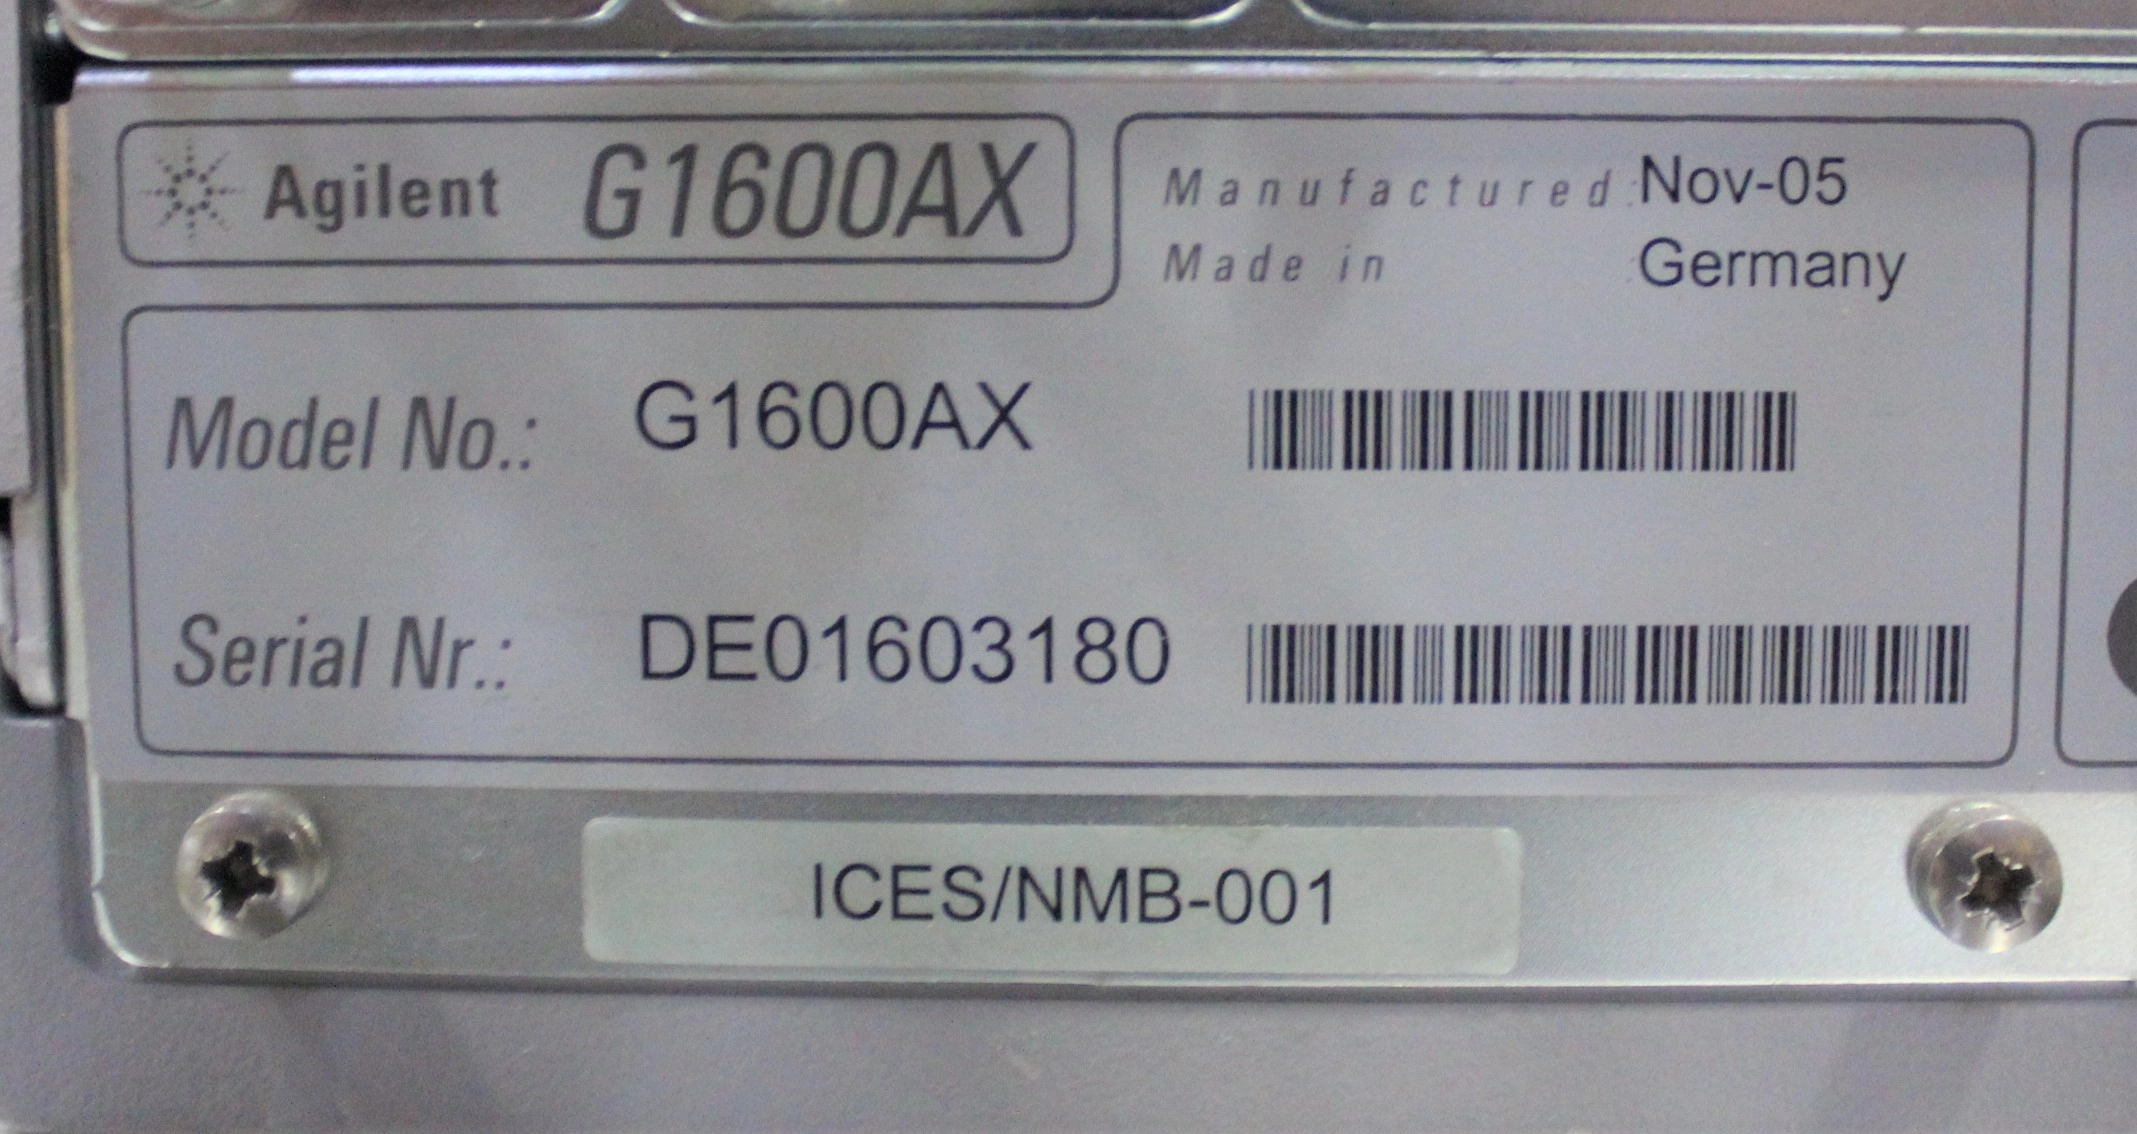 Agilent G1600AX
Manufactured: Nov-05
Made in : Germany
Model No.: G1600AX
Serial Nr.: DE01603180
ICES/NMB-001